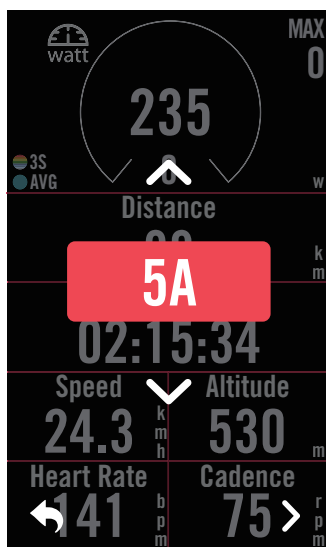 watt
MAX
0
235
3S
AVG
w
Distance
k
m
5A
02:15:34
Speed
24.3
k
m
h
Altitude
530
m
Heart Rate
141
b
p
m
Cadence
75
r
p
m